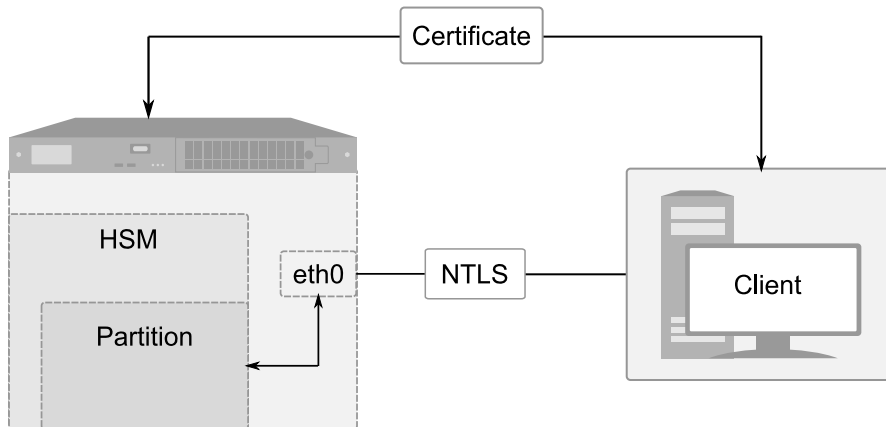 Certificate
HSM
eth0
NTLS
Client
Partition